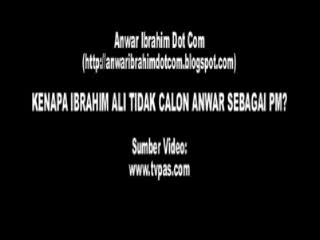 Anwar Ibrahim Dot Com
(http://anwaribrahimdotcom.blogspot.com)
KENAPA IBRAHIM ALI TIDAK CALON ANWAR SEBAGAI PM?
Sumber Video:
www.tvpas.com